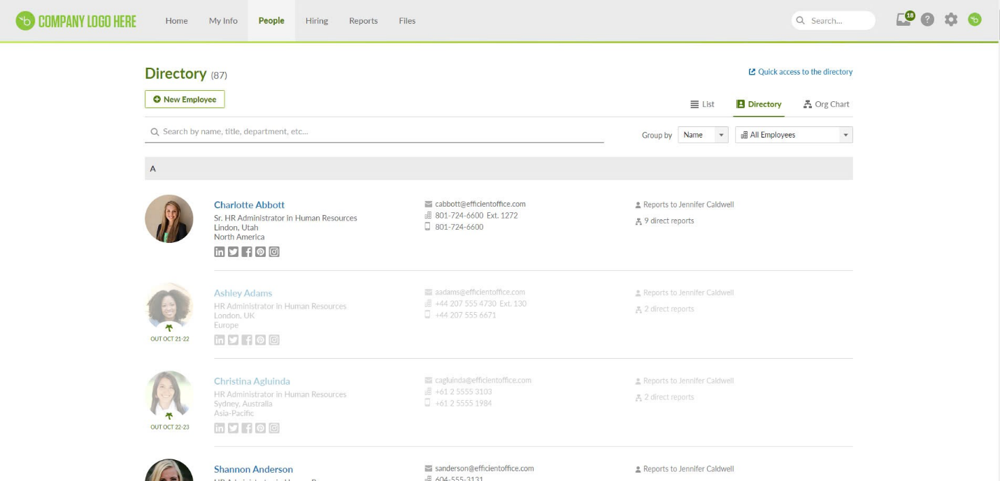 COMPANY LOGO HERE
Home My Info People Hiring Reports Files
Search...
18
Directory (87)
Quick access to the directory
New Employee
List Directory Org Chart
Search by name, title, department, etc...
Group by Name All Employees
A
Charlotte Abbott
Sr. HR Administrator in Human Resources
Lindon, Utah
North America
cabbott@efficientoffice.com
801-724-6600 Ext. 1272
801-724-6600
Reports to Jennifer Caldwell
9 direct reports
Ashley Adams
HR Administrator in Human Resources
London, UK
Europe
OUT OCT 21-22
aadams@efficientoffice.com
+44 207 555 4730 Ext. 130
+44 207 555 6671
Reports to Jennifer Caldwell
2 direct reports
Christina Agluinda
HR Administrator in Human Resources
Sydney, Australia
Asia-Pacific
OUT OCT 22-23
cagluinda@efficientoffice.com
+61 2 5555 3103
+61 2 5555 1984
Reports to Jennifer Caldwell
2 direct reports
Shannon Anderson
sanderson@efficientoffice.com
604-555-3131
Reports to Jennifer Caldwell